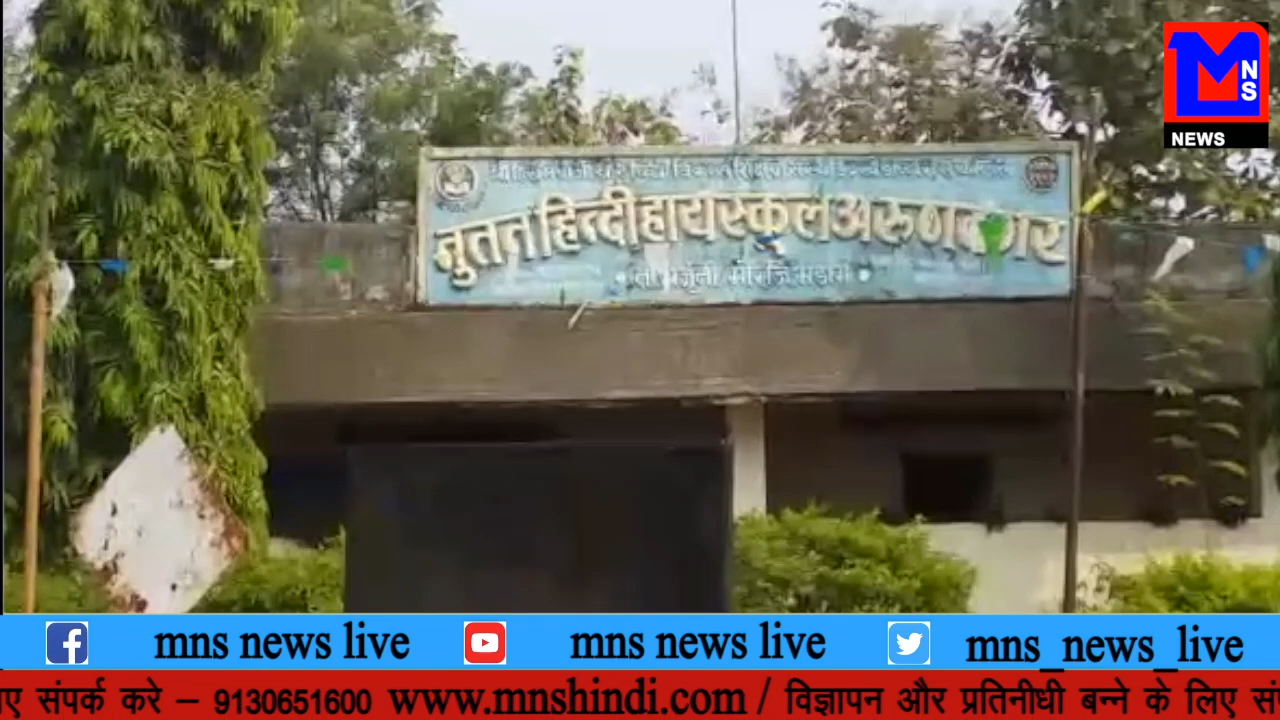 M NS
NEWS
नुतन हिन्दी हायस्कुल अरुणनगर
mns news live mns news live mns_news_live
ए संपर्क करे – 9130651600 www.mnshindi.com / विज्ञापन और प्रतिनीधी बन्ने के लिए सं